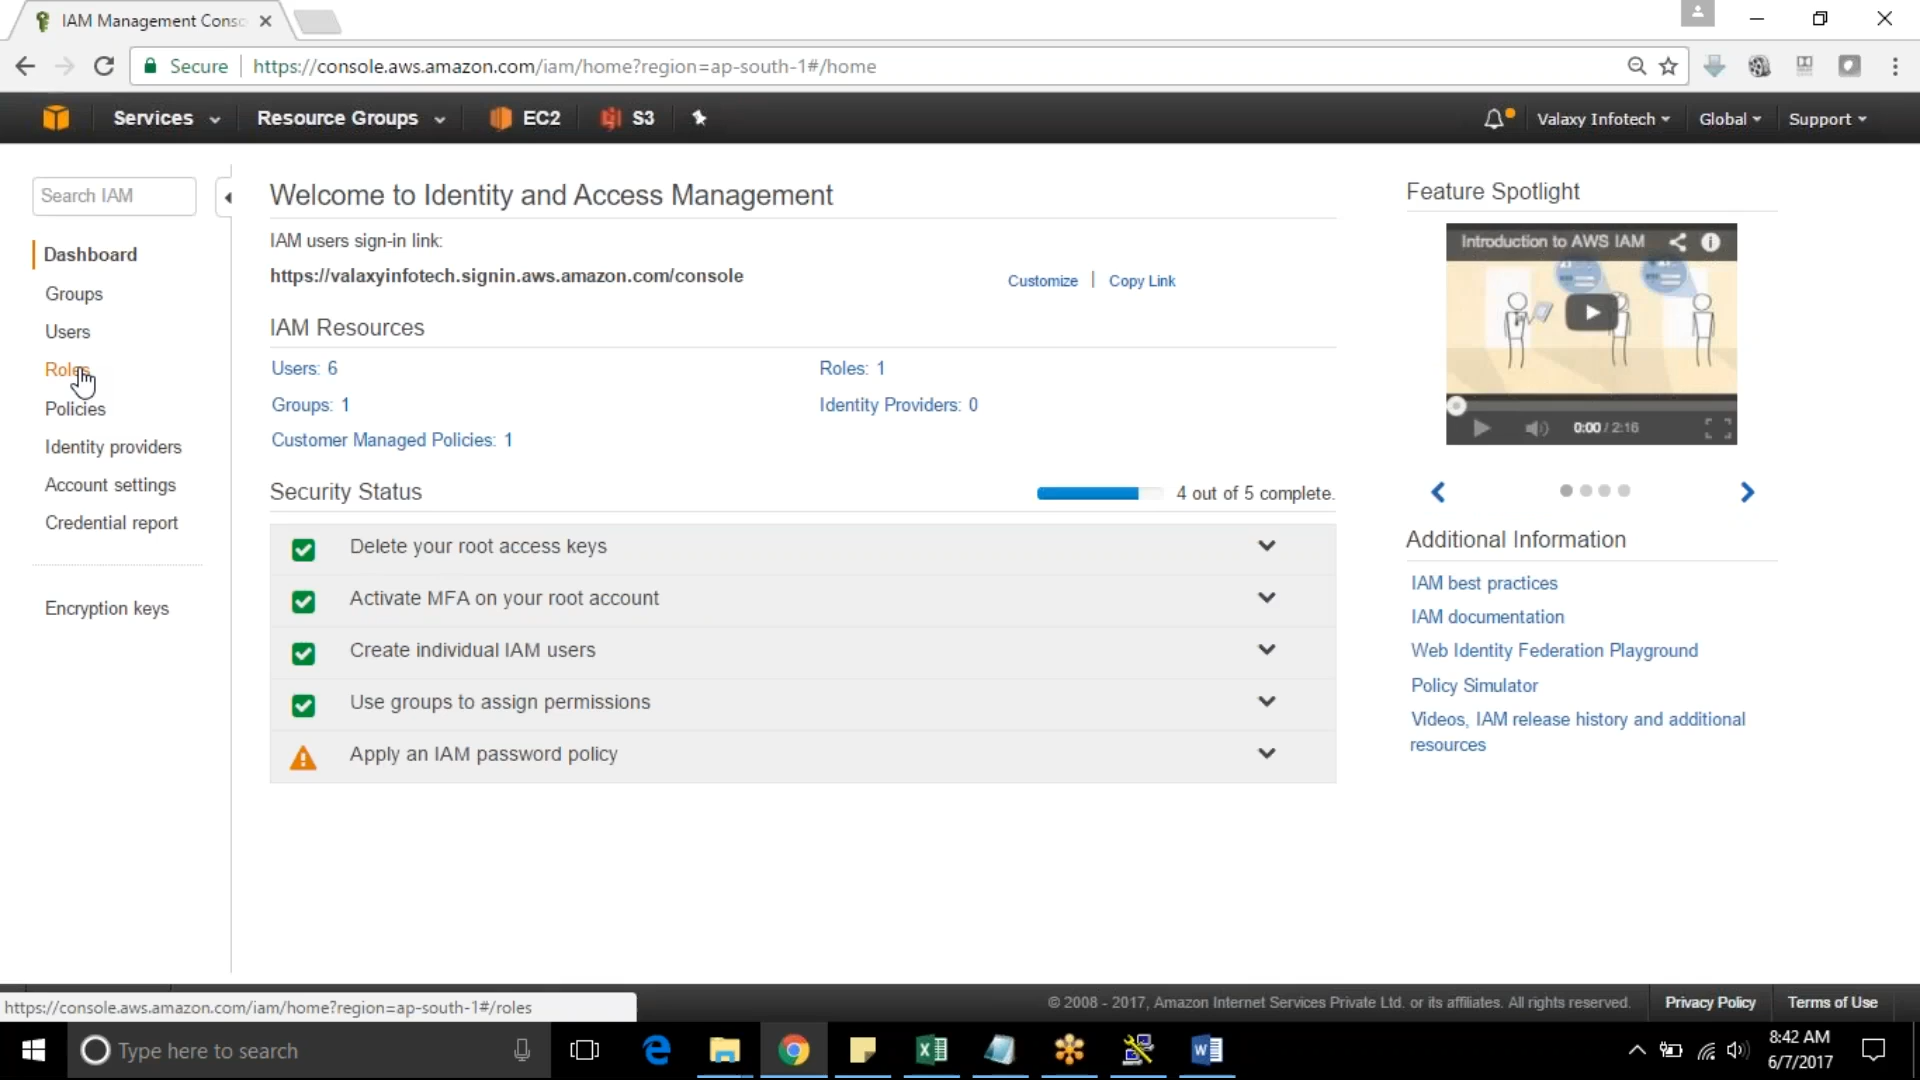 IAM Management Conso
Secure
https://console.aws.amazon.com/iam/home?region=ap-south-1#/home
Services
Resource Groups
EC2
S3
Valaxy Infotech
Global
Support
Search IAM
Dashboard
Groups
Users
Roles
Policies
Identity providers
Account settings
Credential report
Encryption keys
Welcome to Identity and Access Management
IAM users sign-in link:
https://valaxyinfotech.signin.aws.amazon.com/console
Customize | Copy Link
IAM Resources
Users: 6
Roles: 1
Groups: 1
Identity Providers: 0
Customer Managed Policies: 1
Security Status
4 out of 5 complete.
Delete your root access keys
Activate MFA on your root account
Create individual IAM users
Use groups to assign permissions
Apply an IAM password policy
Feature Spotlight
Introduction to AWS IAM
0:00 / 2:16
Additional Information
IAM best practices
IAM documentation
Web Identity Federation Playground
Policy Simulator
Videos, IAM release history and additional
resources
https://console.aws.amazon.com/iam/home?region=ap-south-1#/roles
© 2008 - 2017, Amazon Internet Services Private Ltd. or its affiliates. All rights reserved.
Privacy Policy
Terms of Use
Type here to search
8:42 AM
6/7/2017